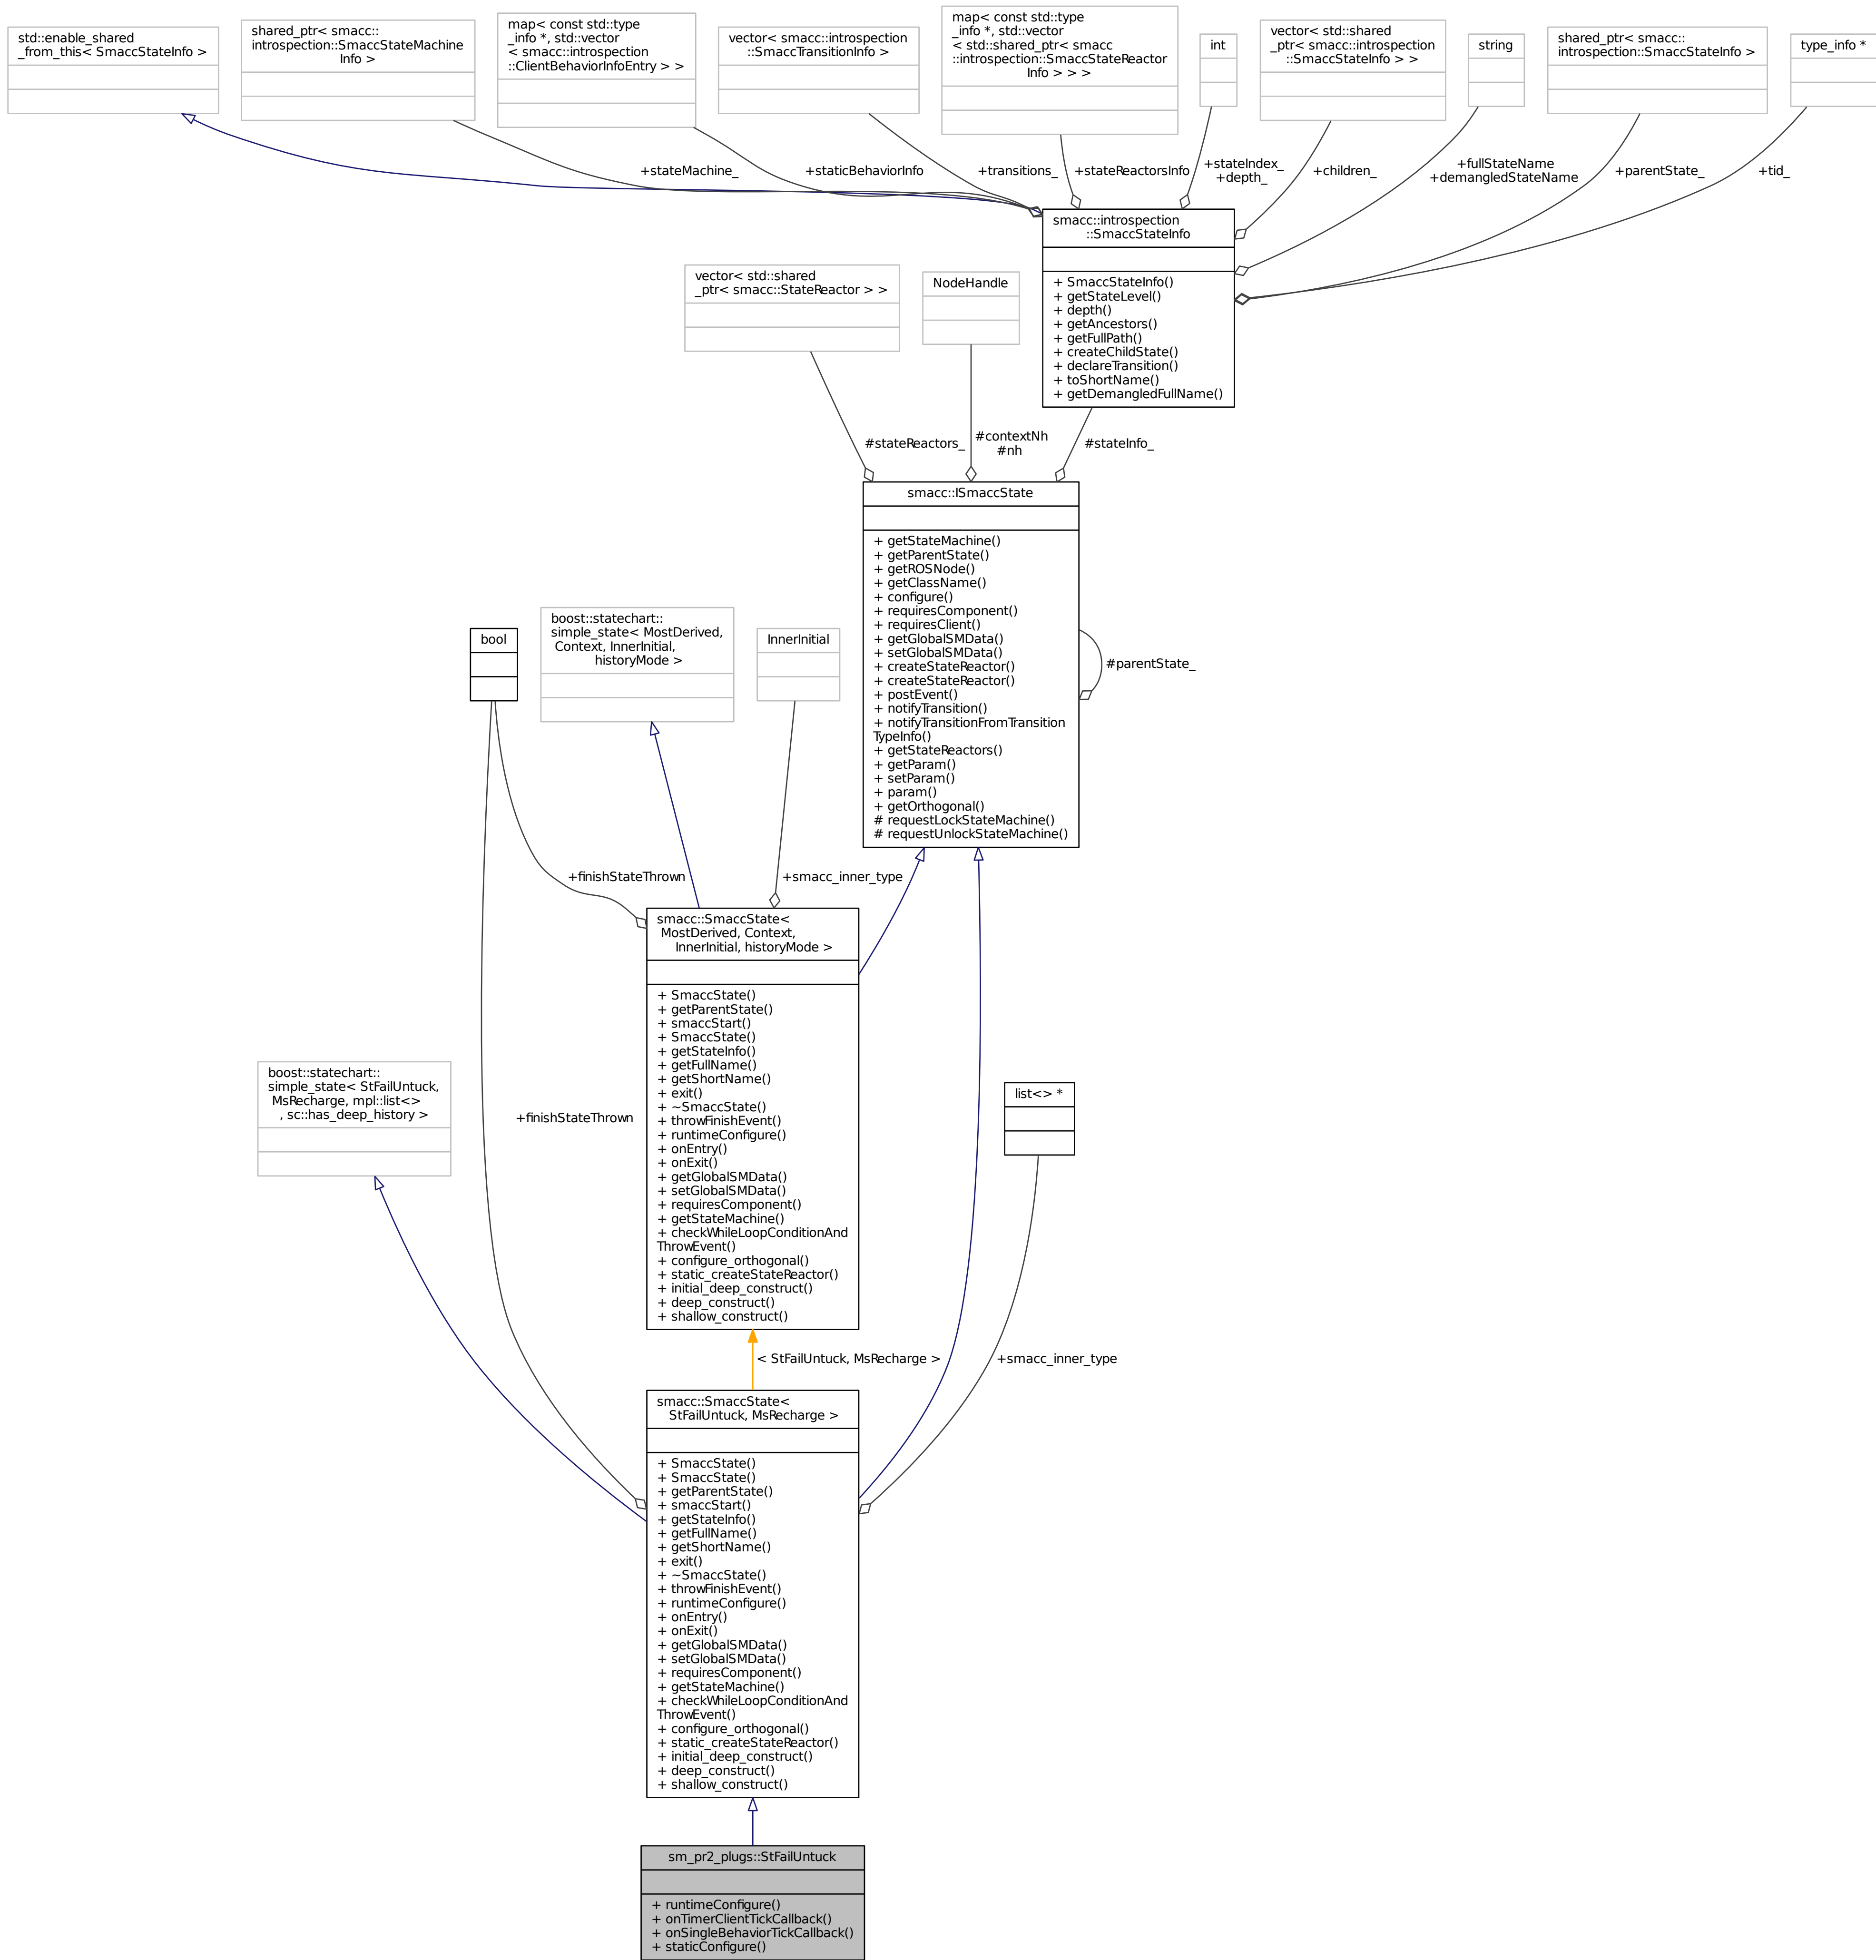 std::enable_shared
_from_this< SmaccStateInfo >
shared_ptr< smacc::
introspection::SmaccStateMachine
Info >
map< const std::type
_info *, std::vector
< smacc::introspection
::ClientBehaviorInfoEntry > >
vector< smacc::introspection
::SmaccTransitionInfo >
map< const std::type
_info *, std::vector
< std::shared_ptr< smacc
::introspection::SmaccStateReactor
Info > > >
int
vector< std::shared
_ptr< smacc::introspection
::SmaccStateInfo > >
string
shared_ptr< smacc::
introspection::SmaccStateInfo >
type_info *
+stateMachine_
+staticBehaviorInfo
+transitions_
+stateReactorsInfo
+stateIndex_
+depth_
+children_
+fullStateName
+demangledStateName
+parentState_
+tid_
smacc::introspection
::SmaccStateInfo
+ SmaccStateInfo()
+ getStateLevel()
+ depth()
+ getAncestors()
+ getFullPath()
+ createChildState()
+ declareTransition()
+ toShortName()
+ getDemangledFullName()
vector< std::shared
_ptr< smacc::StateReactor > >
NodeHandle
#stateReactors_
#contextNh
#nh
#stateInfo_
smacc::ISmaccState
+ getStateMachine()
+ getParentState()
+ getROSNode()
+ getClassName()
+ configure()
+ requiresComponent()
+ requiresClient()
+ getGlobalSMData()
+ setGlobalSMData()
+ createStateReactor()
+ createStateReactor()
+ postEvent()
+ notifyTransition()
+ notifyTransitionFromTransition
TypeInfo()
+ getStateReactors()
+ getParam()
+ setParam()
+ param()
+ getOrthogonal()
# requestLockStateMachine()
# requestUnlockStateMachine()
#parentState_
bool
boost::statechart::
simple_state< MostDerived,
Context, InnerInitial,
historyMode >
InnerInitial
+finishStateThrown
+smacc_inner_type
smacc::SmaccState<
MostDerived, Context,
InnerInitial, historyMode >
+ SmaccState()
+ getParentState()
+ smaccStart()
+ SmaccState()
+ getStateInfo()
+ getFullName()
+ getShortName()
+ exit()
+ ~SmaccState()
+ throwFinishEvent()
+ runtimeConfigure()
+ onEntry()
+ onExit()
+ getGlobalSMData()
+ setGlobalSMData()
+ requiresComponent()
+ getStateMachine()
+ checkWhileLoopConditionAnd
ThrowEvent()
+ configure_orthogonal()
+ static_createStateReactor()
+ initial_deep_construct()
+ deep_construct()
+ shallow_construct()
boost::statechart::
simple_state< StFailUntuck,
MsRecharge, mpl::list<>
, sc::has_deep_history >
+finishStateThrown
list<> *
< StFailUntuck, MsRecharge >
+smacc_inner_type
smacc::SmaccState<
StFailUntuck, MsRecharge >
+ SmaccState()
+ SmaccState()
+ getParentState()
+ smaccStart()
+ getStateInfo()
+ getFullName()
+ getShortName()
+ exit()
+ ~SmaccState()
+ throwFinishEvent()
+ runtimeConfigure()
+ onEntry()
+ onExit()
+ getGlobalSMData()
+ setGlobalSMData()
+ requiresComponent()
+ getStateMachine()
+ checkWhileLoopConditionAnd
ThrowEvent()
+ configure_orthogonal()
+ static_createStateReactor()
+ initial_deep_construct()
+ deep_construct()
+ shallow_construct()
sm_pr2_plugs::StFailUntuck
+ runtimeConfigure()
+ onTimerClientTickCallback()
+ onSingleBehaviorTickCallback()
+ staticConfigure()